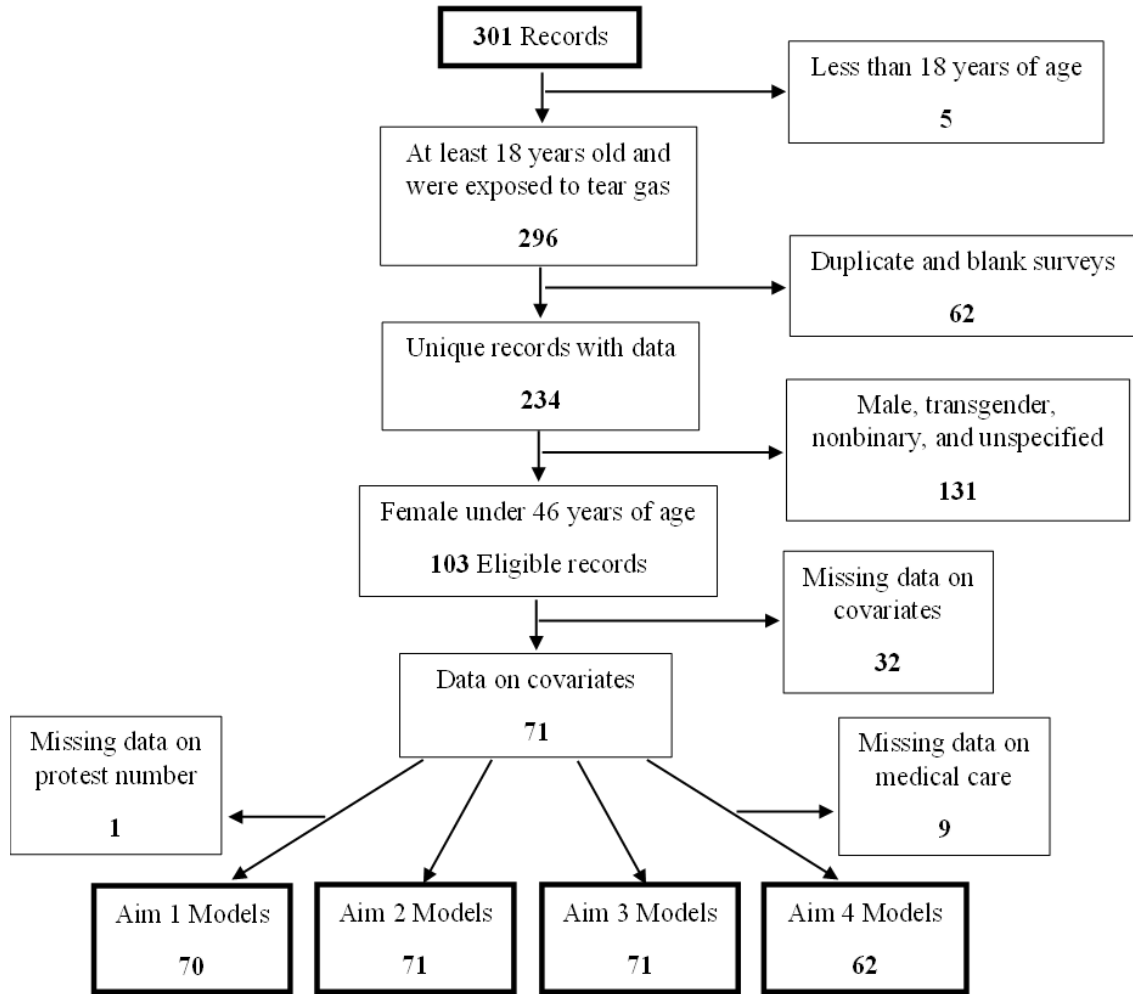 301 Records
Less than 18 years of age
5
At least 18 years old and
were exposed to tear gas
296
Duplicate and blank surveys
62
Unique records with data
234
Male, transgender,
nonbinary, and unspecified
131
Female under 46 years of age
103 Eligible records
Missing data on
covariates
32
Data on covariates
71
Missing data on
protest number
1
Missing data on
medical care
9
Aim 1 Models
70
Aim 2 Models
71
Aim 3 Models
71
Aim 4 Models
62